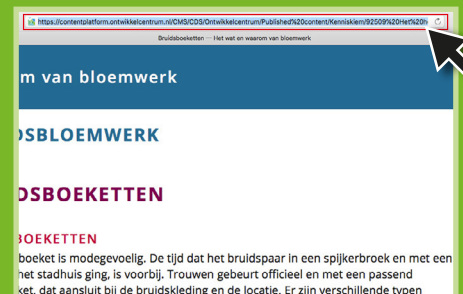 https://contentplatform.ontwikkelcentrum.nl/CMS/CDS/Ontwikkelcentrum/Published%20content/Kenniskiem/92509%20Het%20h
Bruidsboeketten — Het wat en waarom van bloemwerk
m van bloemwerk
DSBLOEMWERK
DSBOEKETTEN
BOEKETTEN
boeket is modegevoelig. De tijd dat het bruidspaar in een spijkerbroek en met een
het stadhuis ging, is voorbij. Trouwen gebeurt officieel en met een passend
ket, dat aansluit bij de bruidskleding en de locatie. Er zijn verschillende typen